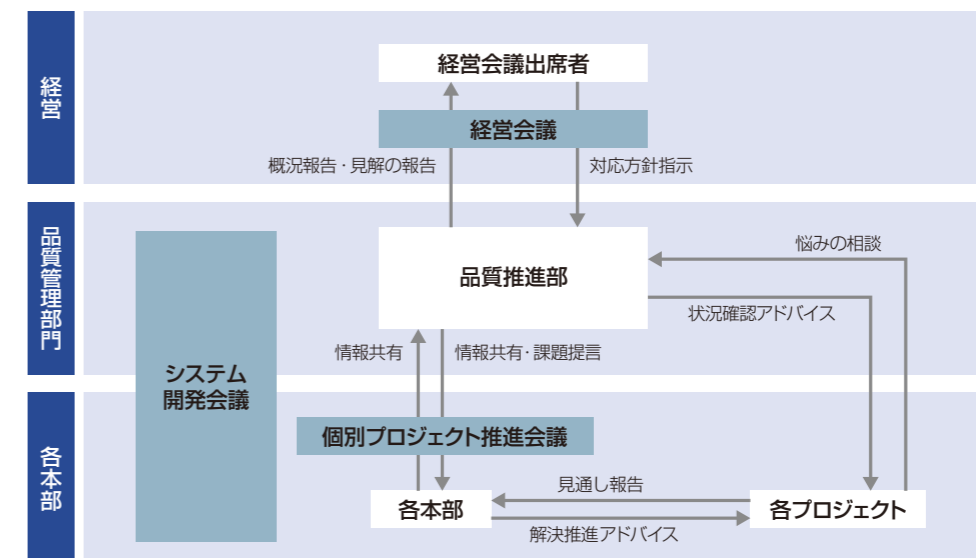 経営
経営会議出席者
経営会議
概況報告・見解の報告
対応方針指示
品質管理部門
品質推進部
悩みの相談
状況確認アドバイス
情報共有
情報共有・課題提言
システム
開発会議
各本部
個別プロジェクト推進会議
見通し報告
各本部
各プロジェクト
解決推進アドバイス